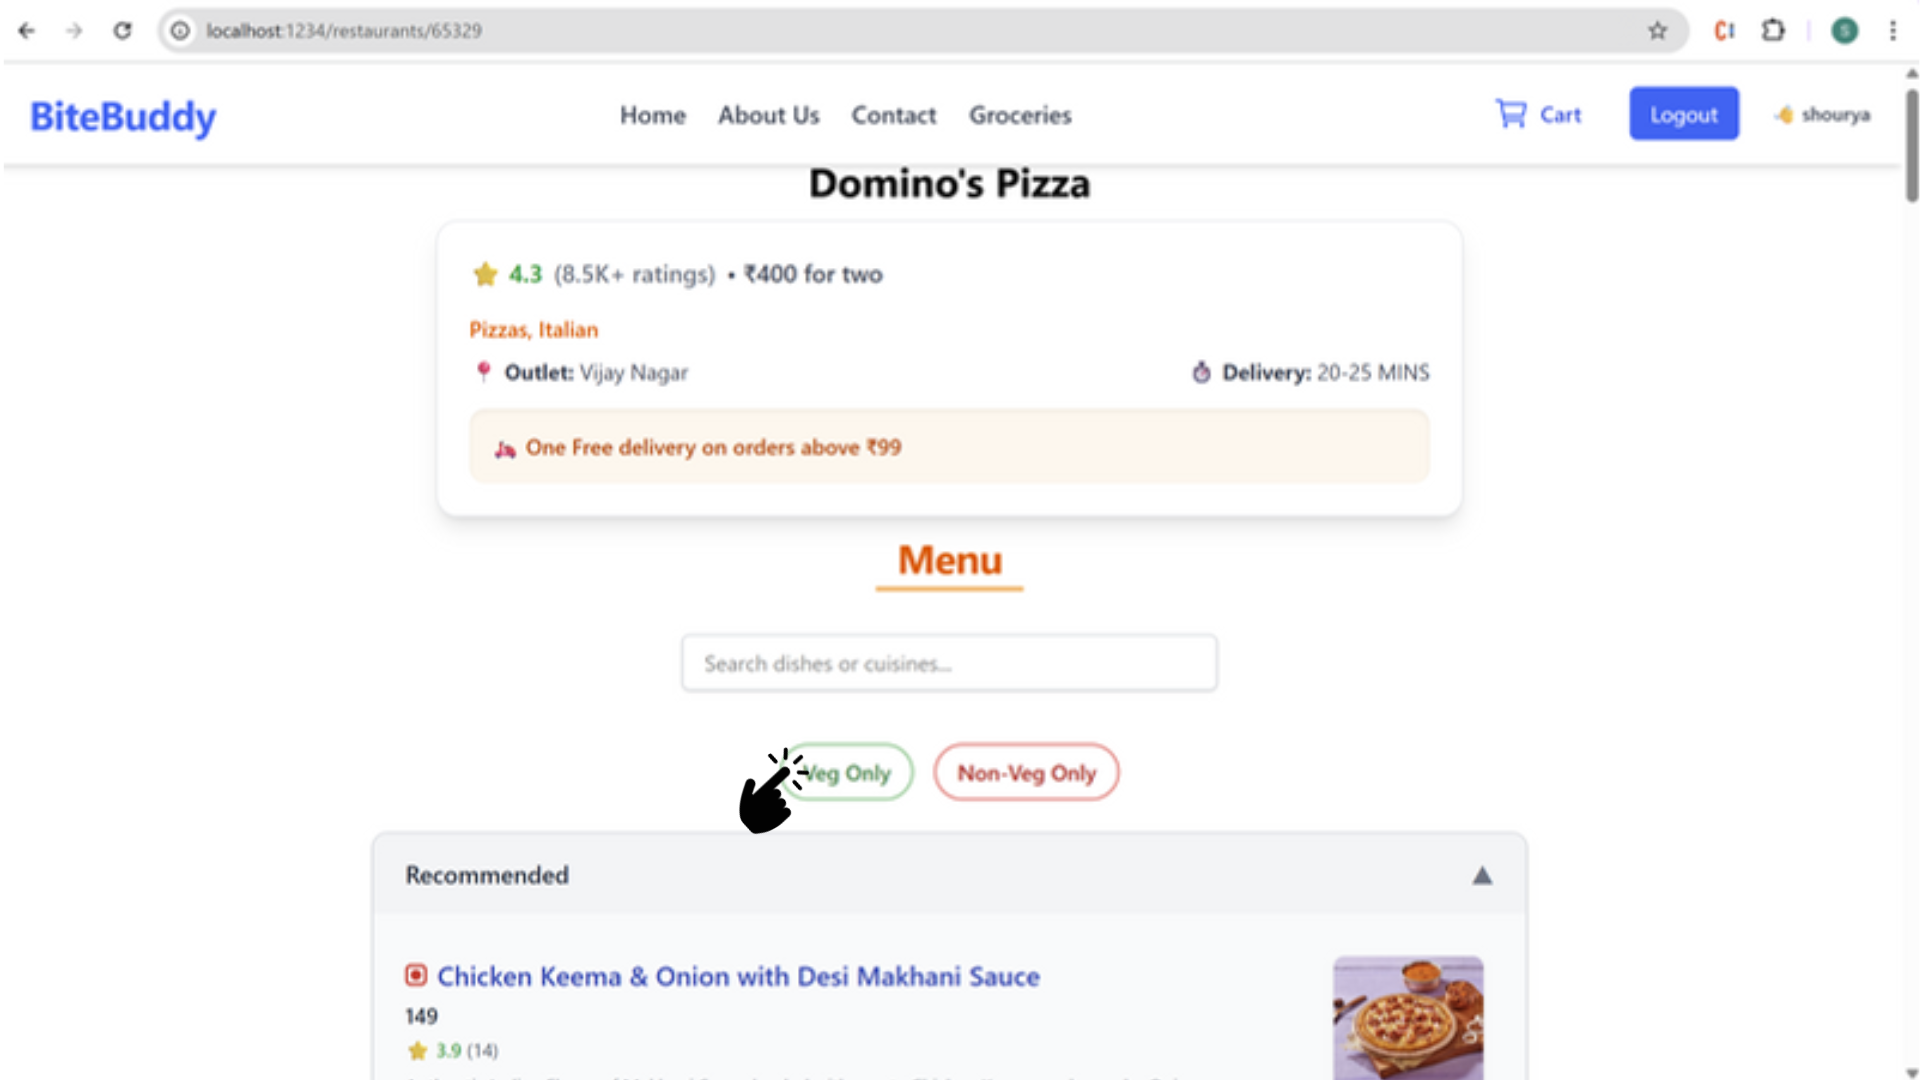 localhost:1234/restaurants/65329
BiteBuddy Home About Us Contact Groceries Cart Logout shourya
Domino's Pizza
4.3 (8.5K+ ratings) • ₹400 for two
Pizzas, Italian
Outlet: Vijay Nagar Delivery: 20-25 MINS
One Free delivery on orders above ₹99
Menu
Search dishes or cuisines...
Veg Only Non-Veg Only
Recommended
Chicken Keema & Onion with Desi Makhani Sauce
149
3.9 (14)